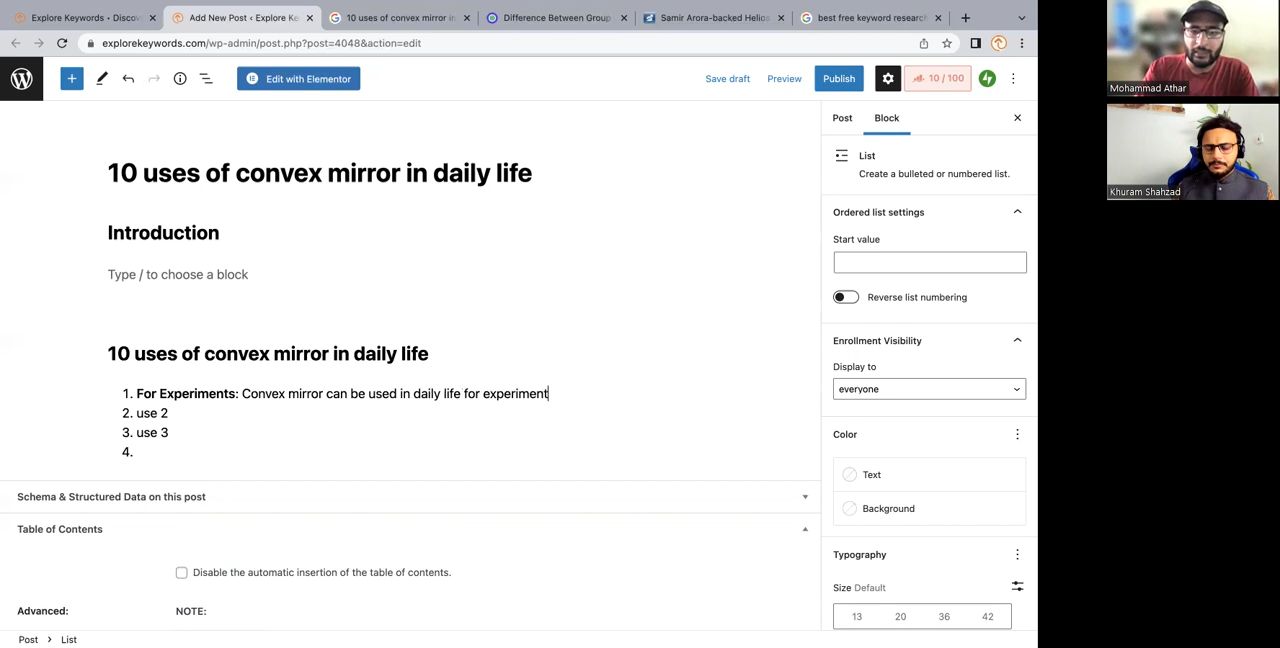 Explore Keywords • Discov
Add New Post ‹ Explore Ke
10 uses of convex mirror in
Difference Between Group
Samir Arora-backed Helios
best free keyword research
explorekeywords.com/wp-admin/post.php?post=4048&action=edit
Edit with Elementor
Save draft
Preview
Publish
10 / 100
Mohammad Athar
Khuram Shahzad
Post
Block
10 uses of convex mirror in daily life
Introduction
Type / to choose a block
10 uses of convex mirror in daily life
1. For Experiments: Convex mirror can be used in daily life for experiment
2. use 2
3. use 3
4.
List
Create a bulleted or numbered list.
Ordered list settings
Start value
Reverse list numbering
Enrollment Visibility
Display to
everyone
Color
Text
Background
Typography
Size Default
13 20 36 42
Schema & Structured Data on this post
Table of Contents
Disable the automatic insertion of the table of contents.
Advanced:
NOTE:
Post > List